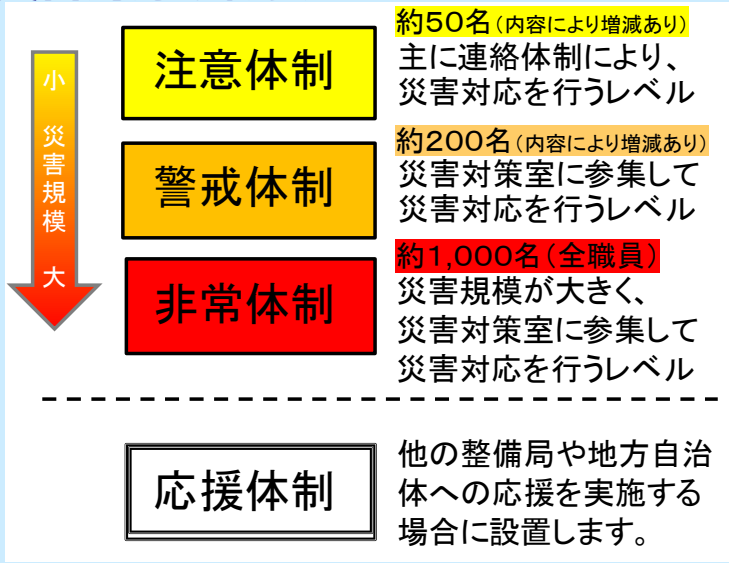 小 災害規模 大
注意体制
約50名(内容により増減あり)
主に連絡体制により、
災害対応を行うレベル
警戒体制
約200名(内容により増減あり)
災害対策室に参集して
災害対応を行うレベル
非常体制
約1,000名(全職員)
災害規模が大きく、
災害対策室に参集して
災害対応を行うレベル
応援体制
他の整備局や地方自治
体への応援を実施する
場合に設置します。